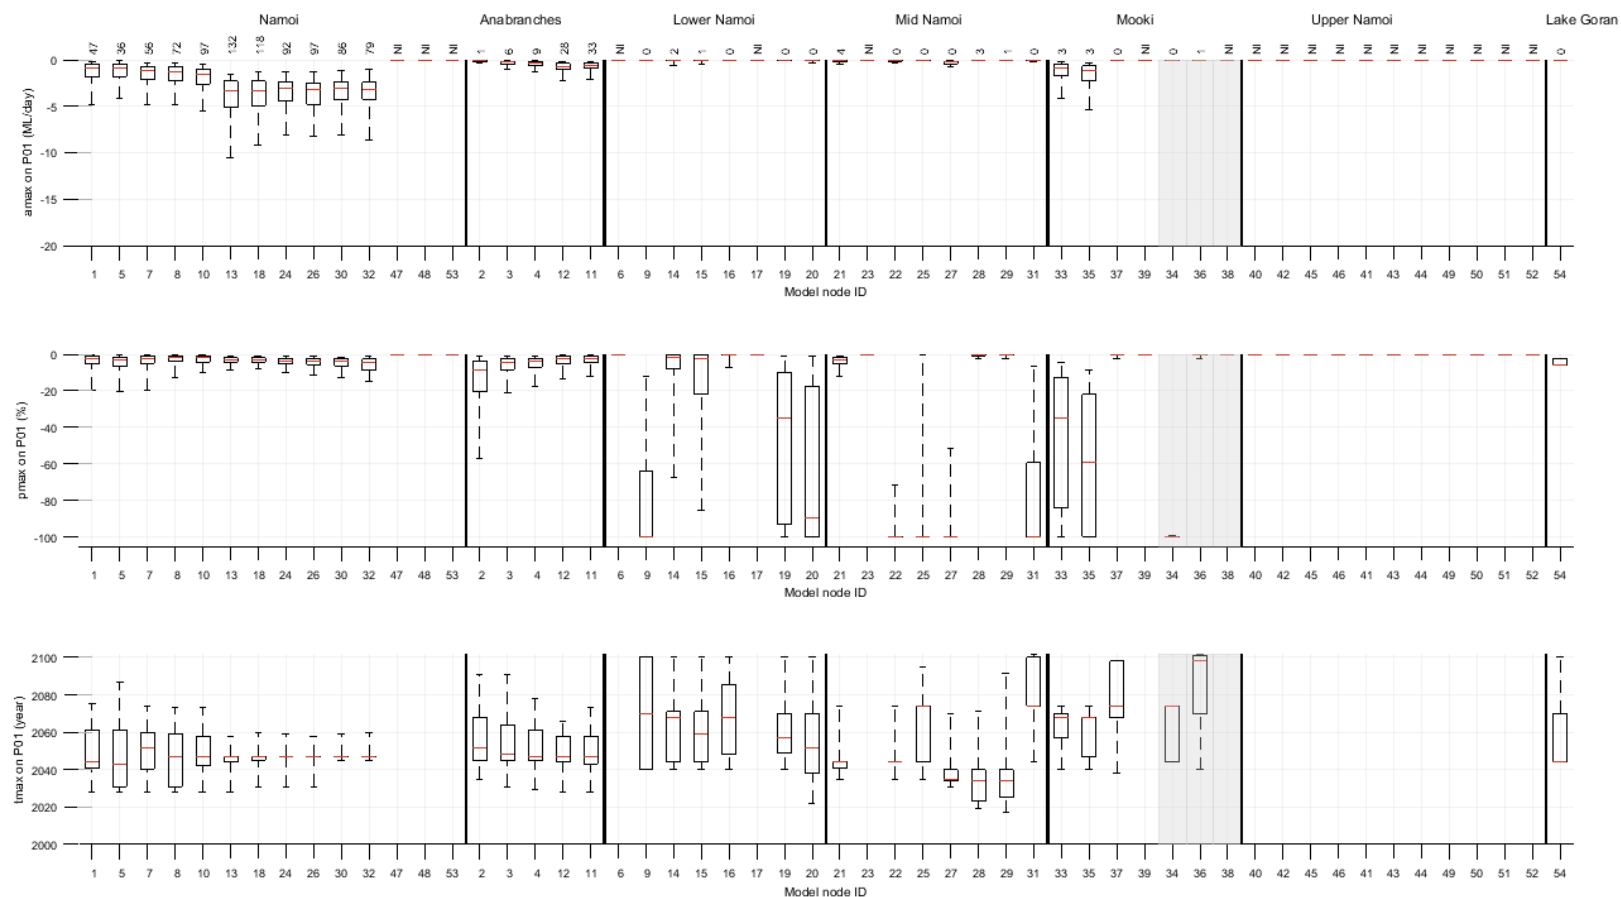 Namoi Anabranches Lower Namoi Mid Namoi Mooki Upper Namoi Lake Goran
47 36 56 72 97 132 118 92 97 86 79 NI NI NI 1 6 9 28 33 NI 0 2 1 0 NI 0 0 4 NI 0 0 0 3 1 0 3 3 0 NI 0 1 NI NI NI NI NI NI NI NI NI NI NI NI 0
amax on P01 (ML/day)
0
-5
-10
-15
-20
1 5 7 8 10 13 18 24 26 30 32 47 48 53 2 3 4 12 11 6 9 14 15 16 17 19 20 21 23 22 25 27 28 29 31 33 35 37 39 34 36 38 40 42 45 46 41 43 44 49 50 51 52 54
Model node ID
pmax on P01 (%)
0
-20
-40
-60
-80
-100
1 5 7 8 10 13 18 24 26 30 32 47 48 53 2 3 4 12 11 6 9 14 15 16 17 19 20 21 23 22 25 27 28 29 31 33 35 37 39 34 36 38 40 42 45 46 41 43 44 49 50 51 52 54
Model node ID
tmax on P01 (year)
2100
2080
2060
2040
2020
2000
1 5 7 8 10 13 18 24 26 30 32 47 48 53 2 3 4 12 11 6 9 14 15 16 17 19 20 21 23 22 25 27 28 29 31 33 35 37 39 34 36 38 40 42 45 46 41 43 44 49 50 51 52 54
Model node ID